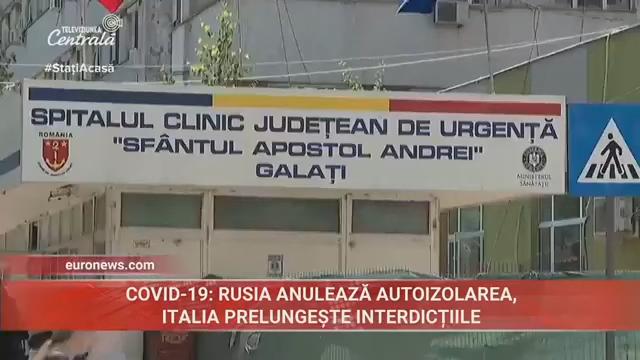 TELEVIZIUNEA
Centrală
#StațiAcasă
SPITALUL CLINIC JUDEȚEAN DE URGENȚĂ
"SFÂNTUL APOSTOL ANDREI"
GALAȚI
ROMÂNIA
MINISTERUL
SĂNĂTĂȚII
euronews.com
COVID-19: RUSIA ANULEAZĂ AUTOIZOLAREA,
ITALIA PRELUNGEȘTE INTERDICȚIILE